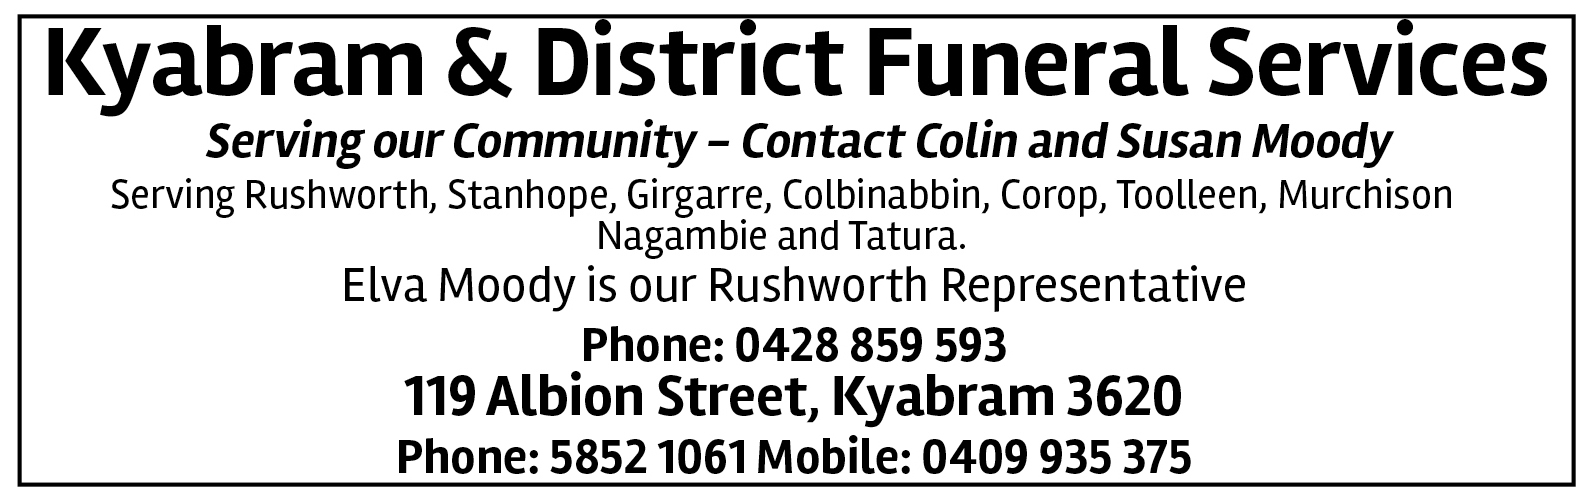 Kyabram & District Funeral Services
Serving our Community – Contact Colin and Susan Moody
Serving Rushworth, Stanhope, Girgarre, Colbinabbin, Corop, Toolleen, Murchison
Nagambie and Tatura.
Elva Moody is our Rushworth Representative
Phone: 0428 859 593
119 Albion Street, Kyabram 3620
Phone: 5852 1061 Mobile: 0409 935 375